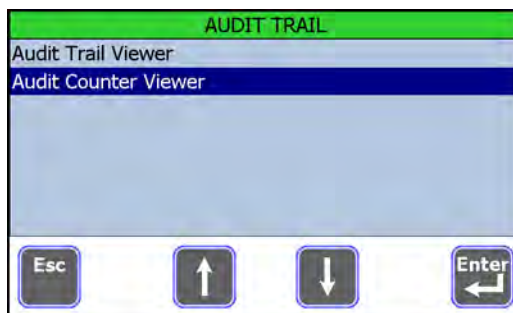 AUDIT TRAIL
Audit Trail Viewer
Audit Counter Viewer
Esc
Enter